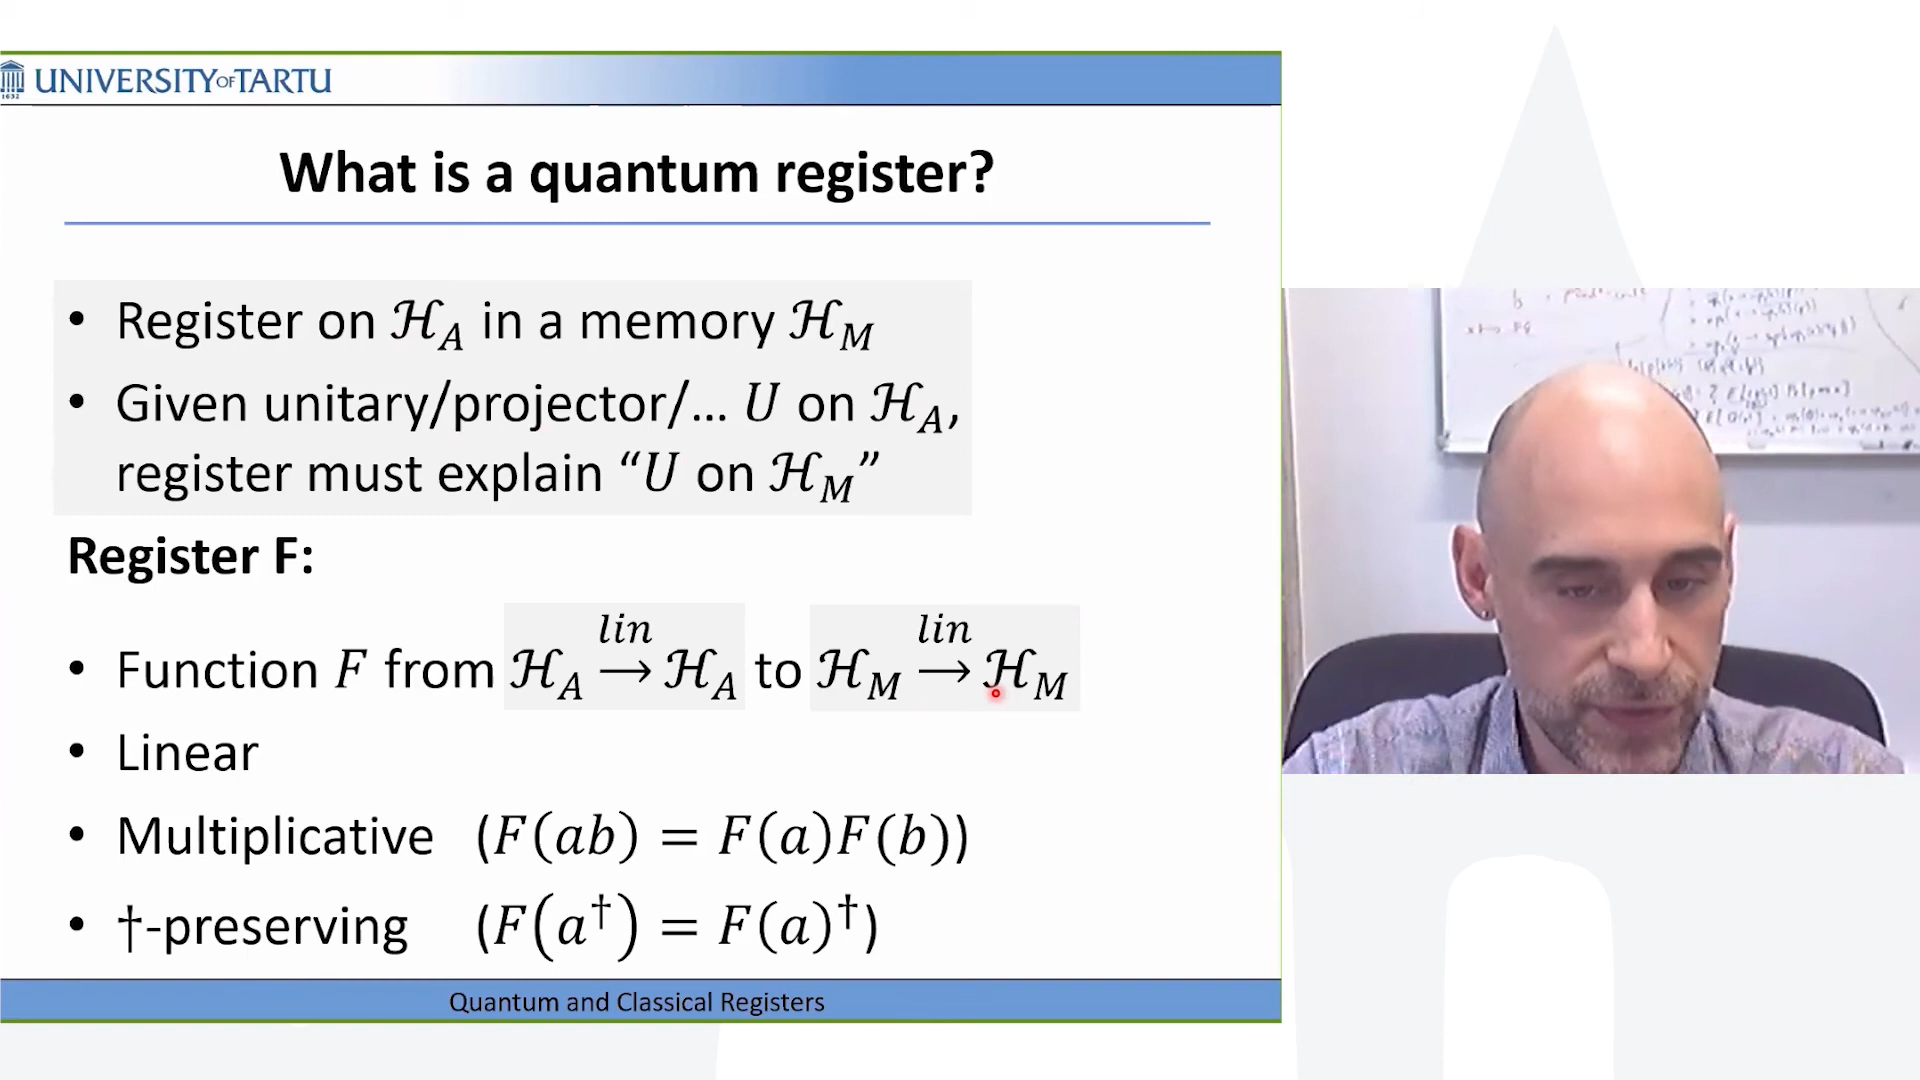 UNIVERSITY OF TARTU
1632
What is a quantum register?
• Register on ℋ_A in a memory ℋ_M
• Given unitary/projector/… U on ℋ_A,
register must explain “U on ℋ_M”
Register F:
• Function F from ℋ_A →^{lin} ℋ_A to ℋ_M →^{lin} ℋ_M
• Linear
• Multiplicative (F(ab) = F(a)F(b))
• †-preserving (F(a^†) = F(a)^†)
Quantum and Classical Registers